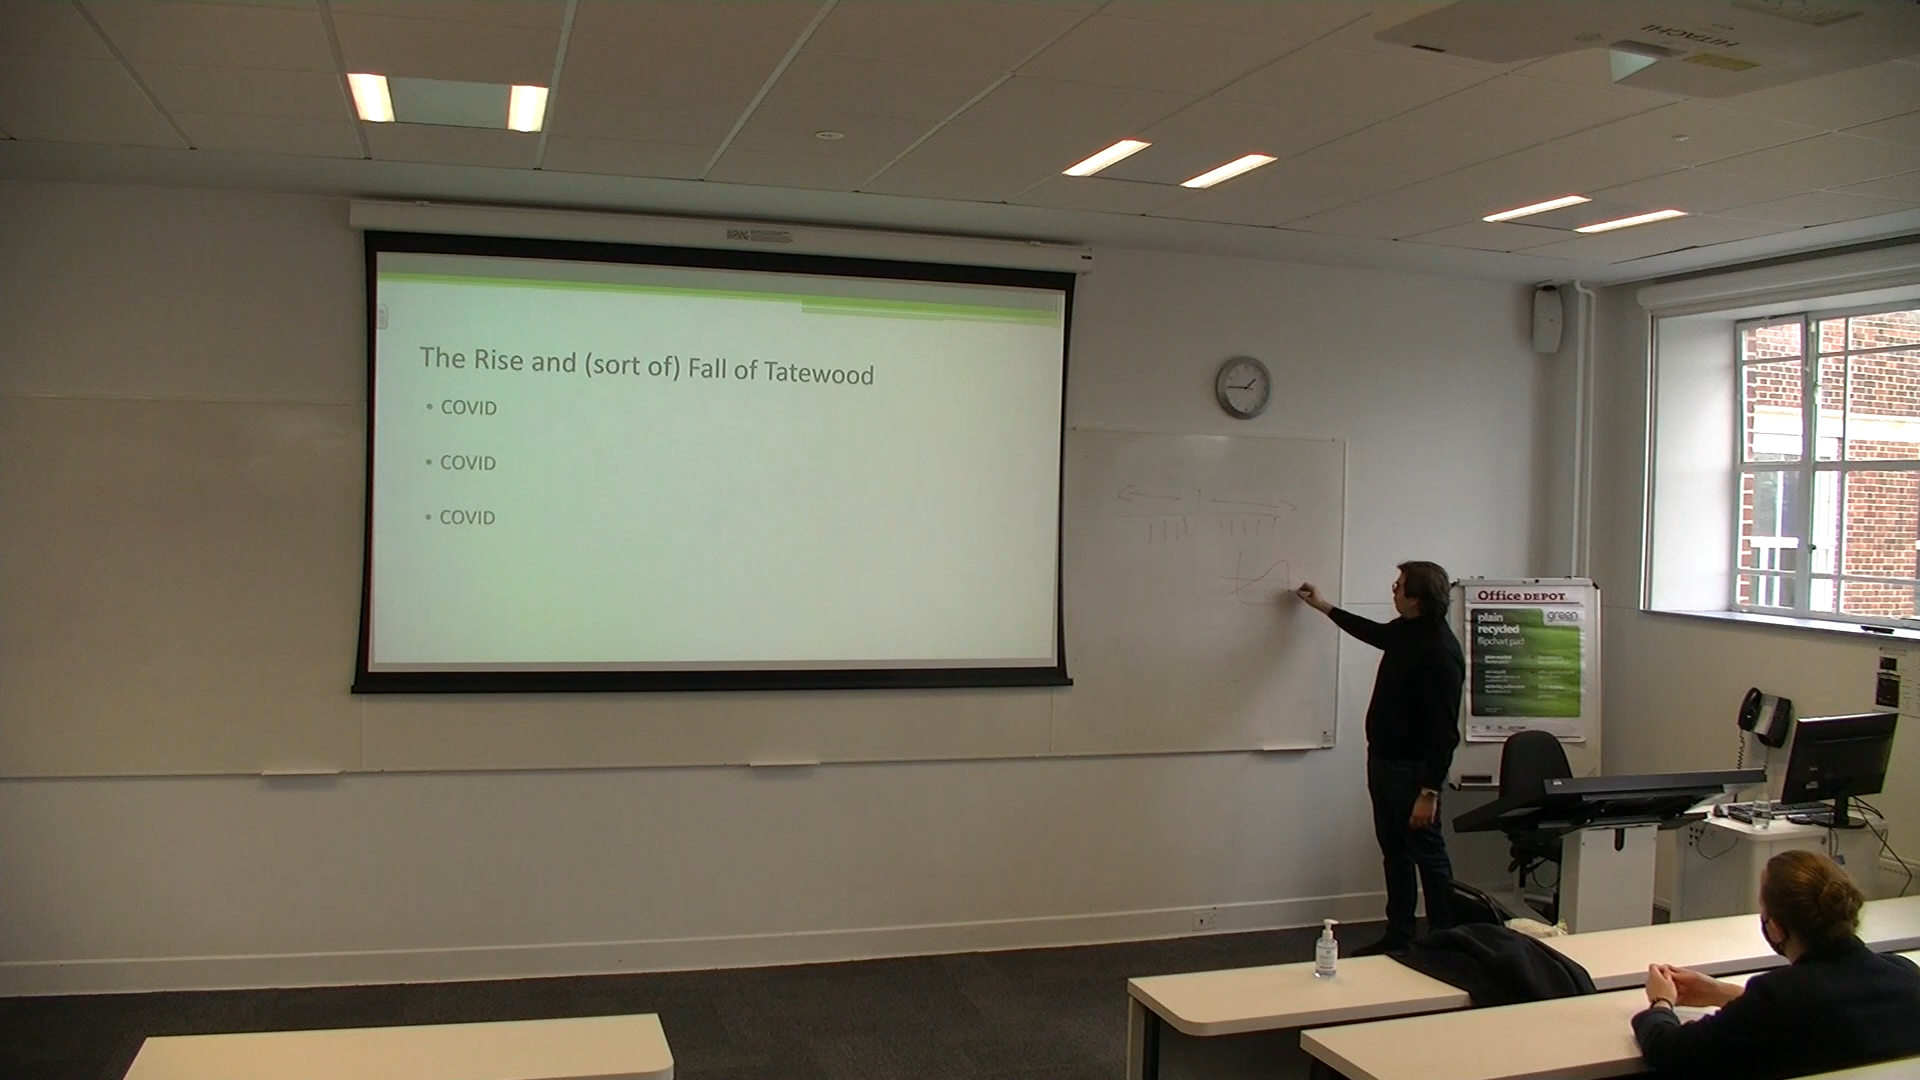 HITACHI
The Rise and (sort of) Fall of Tatewood
• COVID
• COVID
• COVID
Office DEPOT
plain
recycled
flipchart pad
green